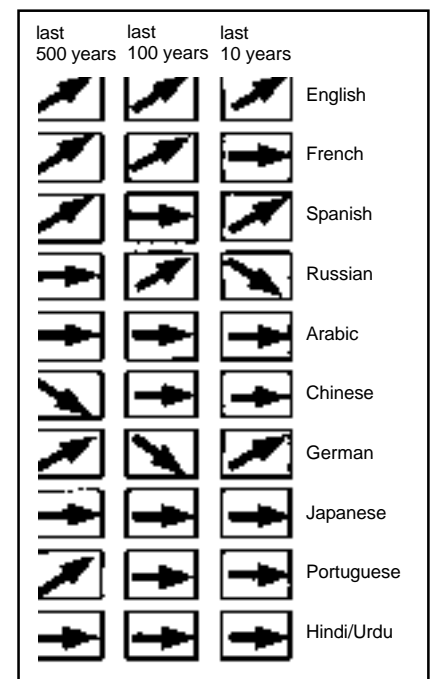 last last last
500 years 100 years 10 years
English
French
Spanish
Russian
Arabic
Chinese
German
Japanese
Portuguese
Hindi/Urdu